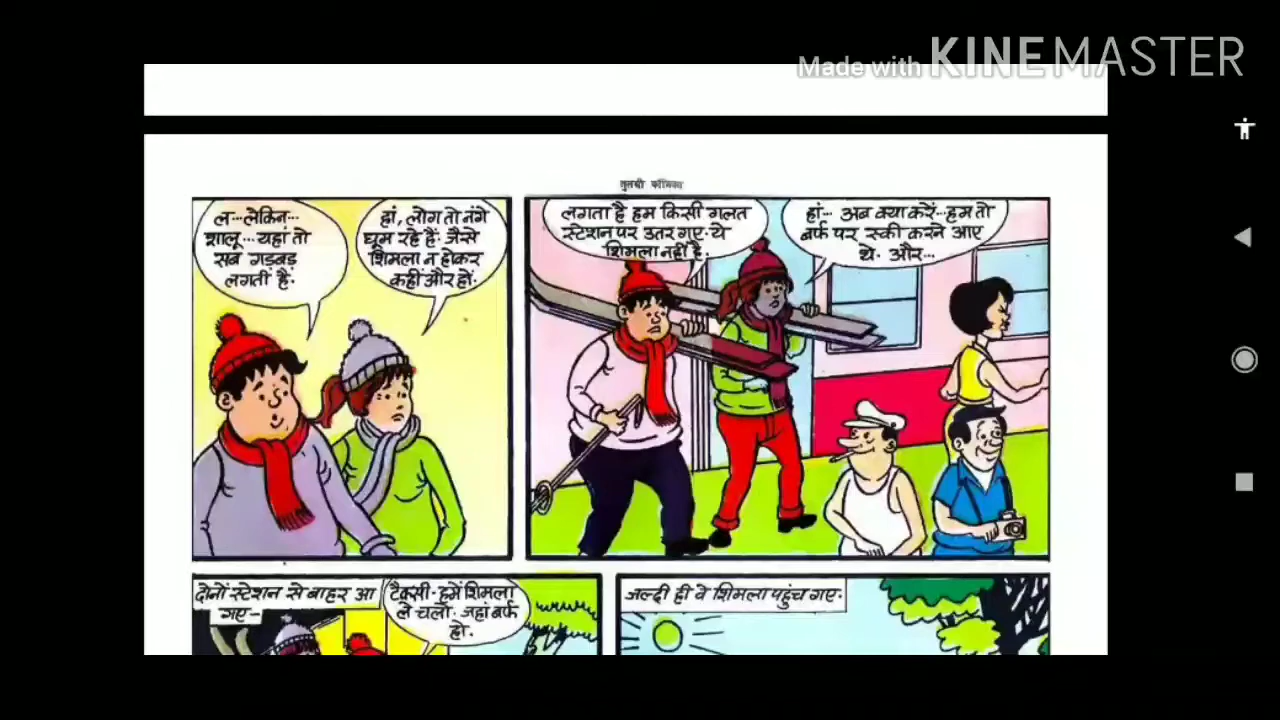 Made with KINEMASTER
तुलसी कॉमिक्स
ल...लेकिन...
शालू...यहां तो
सब गड़बड़
लगती है.
हां, लोग तो नंगे
घूम रहे हैं. जैसे
शिमला न होकर
कहीं और हों.
लगता है हम किसी गलत
स्टेशन पर उतर गए. ये
शिमला नहीं है.
हां... अब क्या करें...हम तो
बर्फ पर स्की करने आए
थे. और...
दोनों स्टेशन से बाहर आ
गए—
टैक्सी. हमें शिमला
ले चलो. जहां बर्फ
हो.
जल्दी ही वे शिमला पहुंच गए.